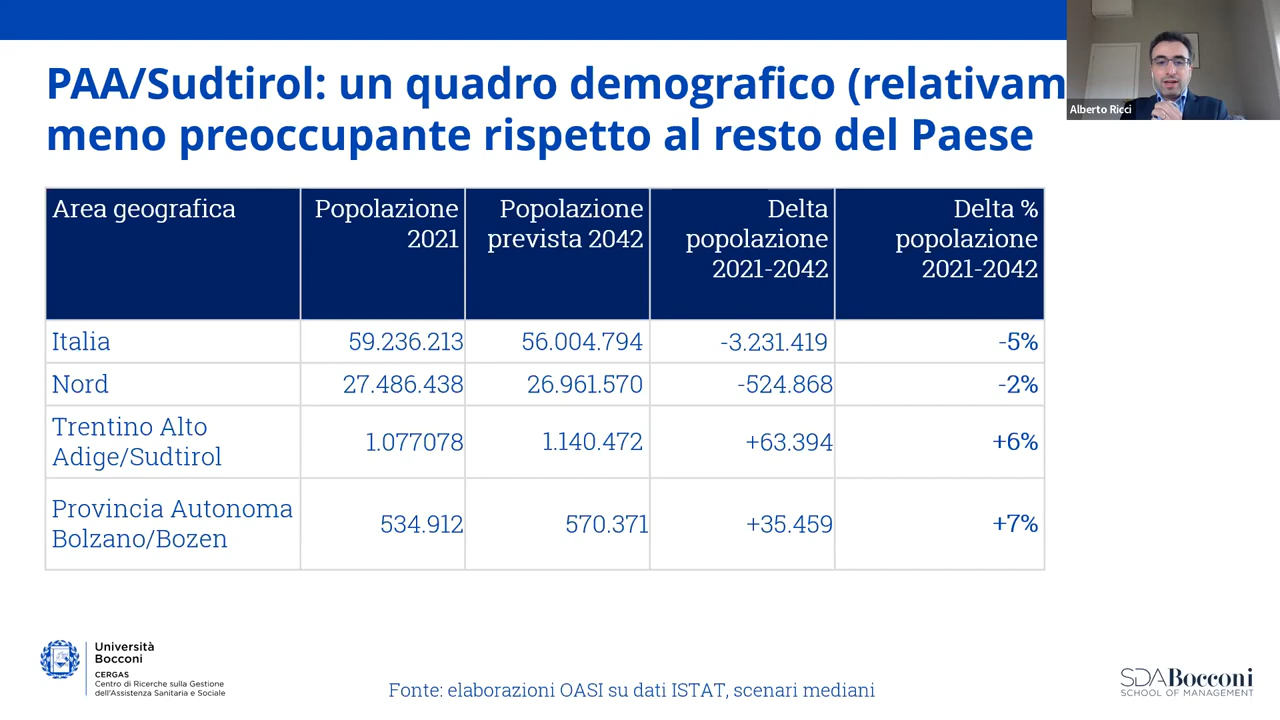 PAA/Sudtirol: un quadro demografico (relativam
meno preoccupante rispetto al resto del Paese
Alberto Ricci
Area geografica
Popolazione
2021
Popolazione
prevista 2042
Delta
popolazione
2021-2042
Delta %
popolazione
2021-2042
Italia
59.236.213
56.004.794
-3.231.419
-5%
Nord
27.486.438
26.961.570
-524.868
-2%
Trentino Alto
Adige/Sudtirol
1.077078
1.140.472
+63.394
+6%
Provincia Autonoma
Bolzano/Bozen
534.912
570.371
+35.459
+7%
Università
Bocconi
CERGAS
Centro di Ricerche sulla Gestione
dell'Assistenza Sanitaria e Sociale
Fonte: elaborazioni OASI su dati ISTAT, scenari mediani
SDA Bocconi
SCHOOL OF MANAGEMENT